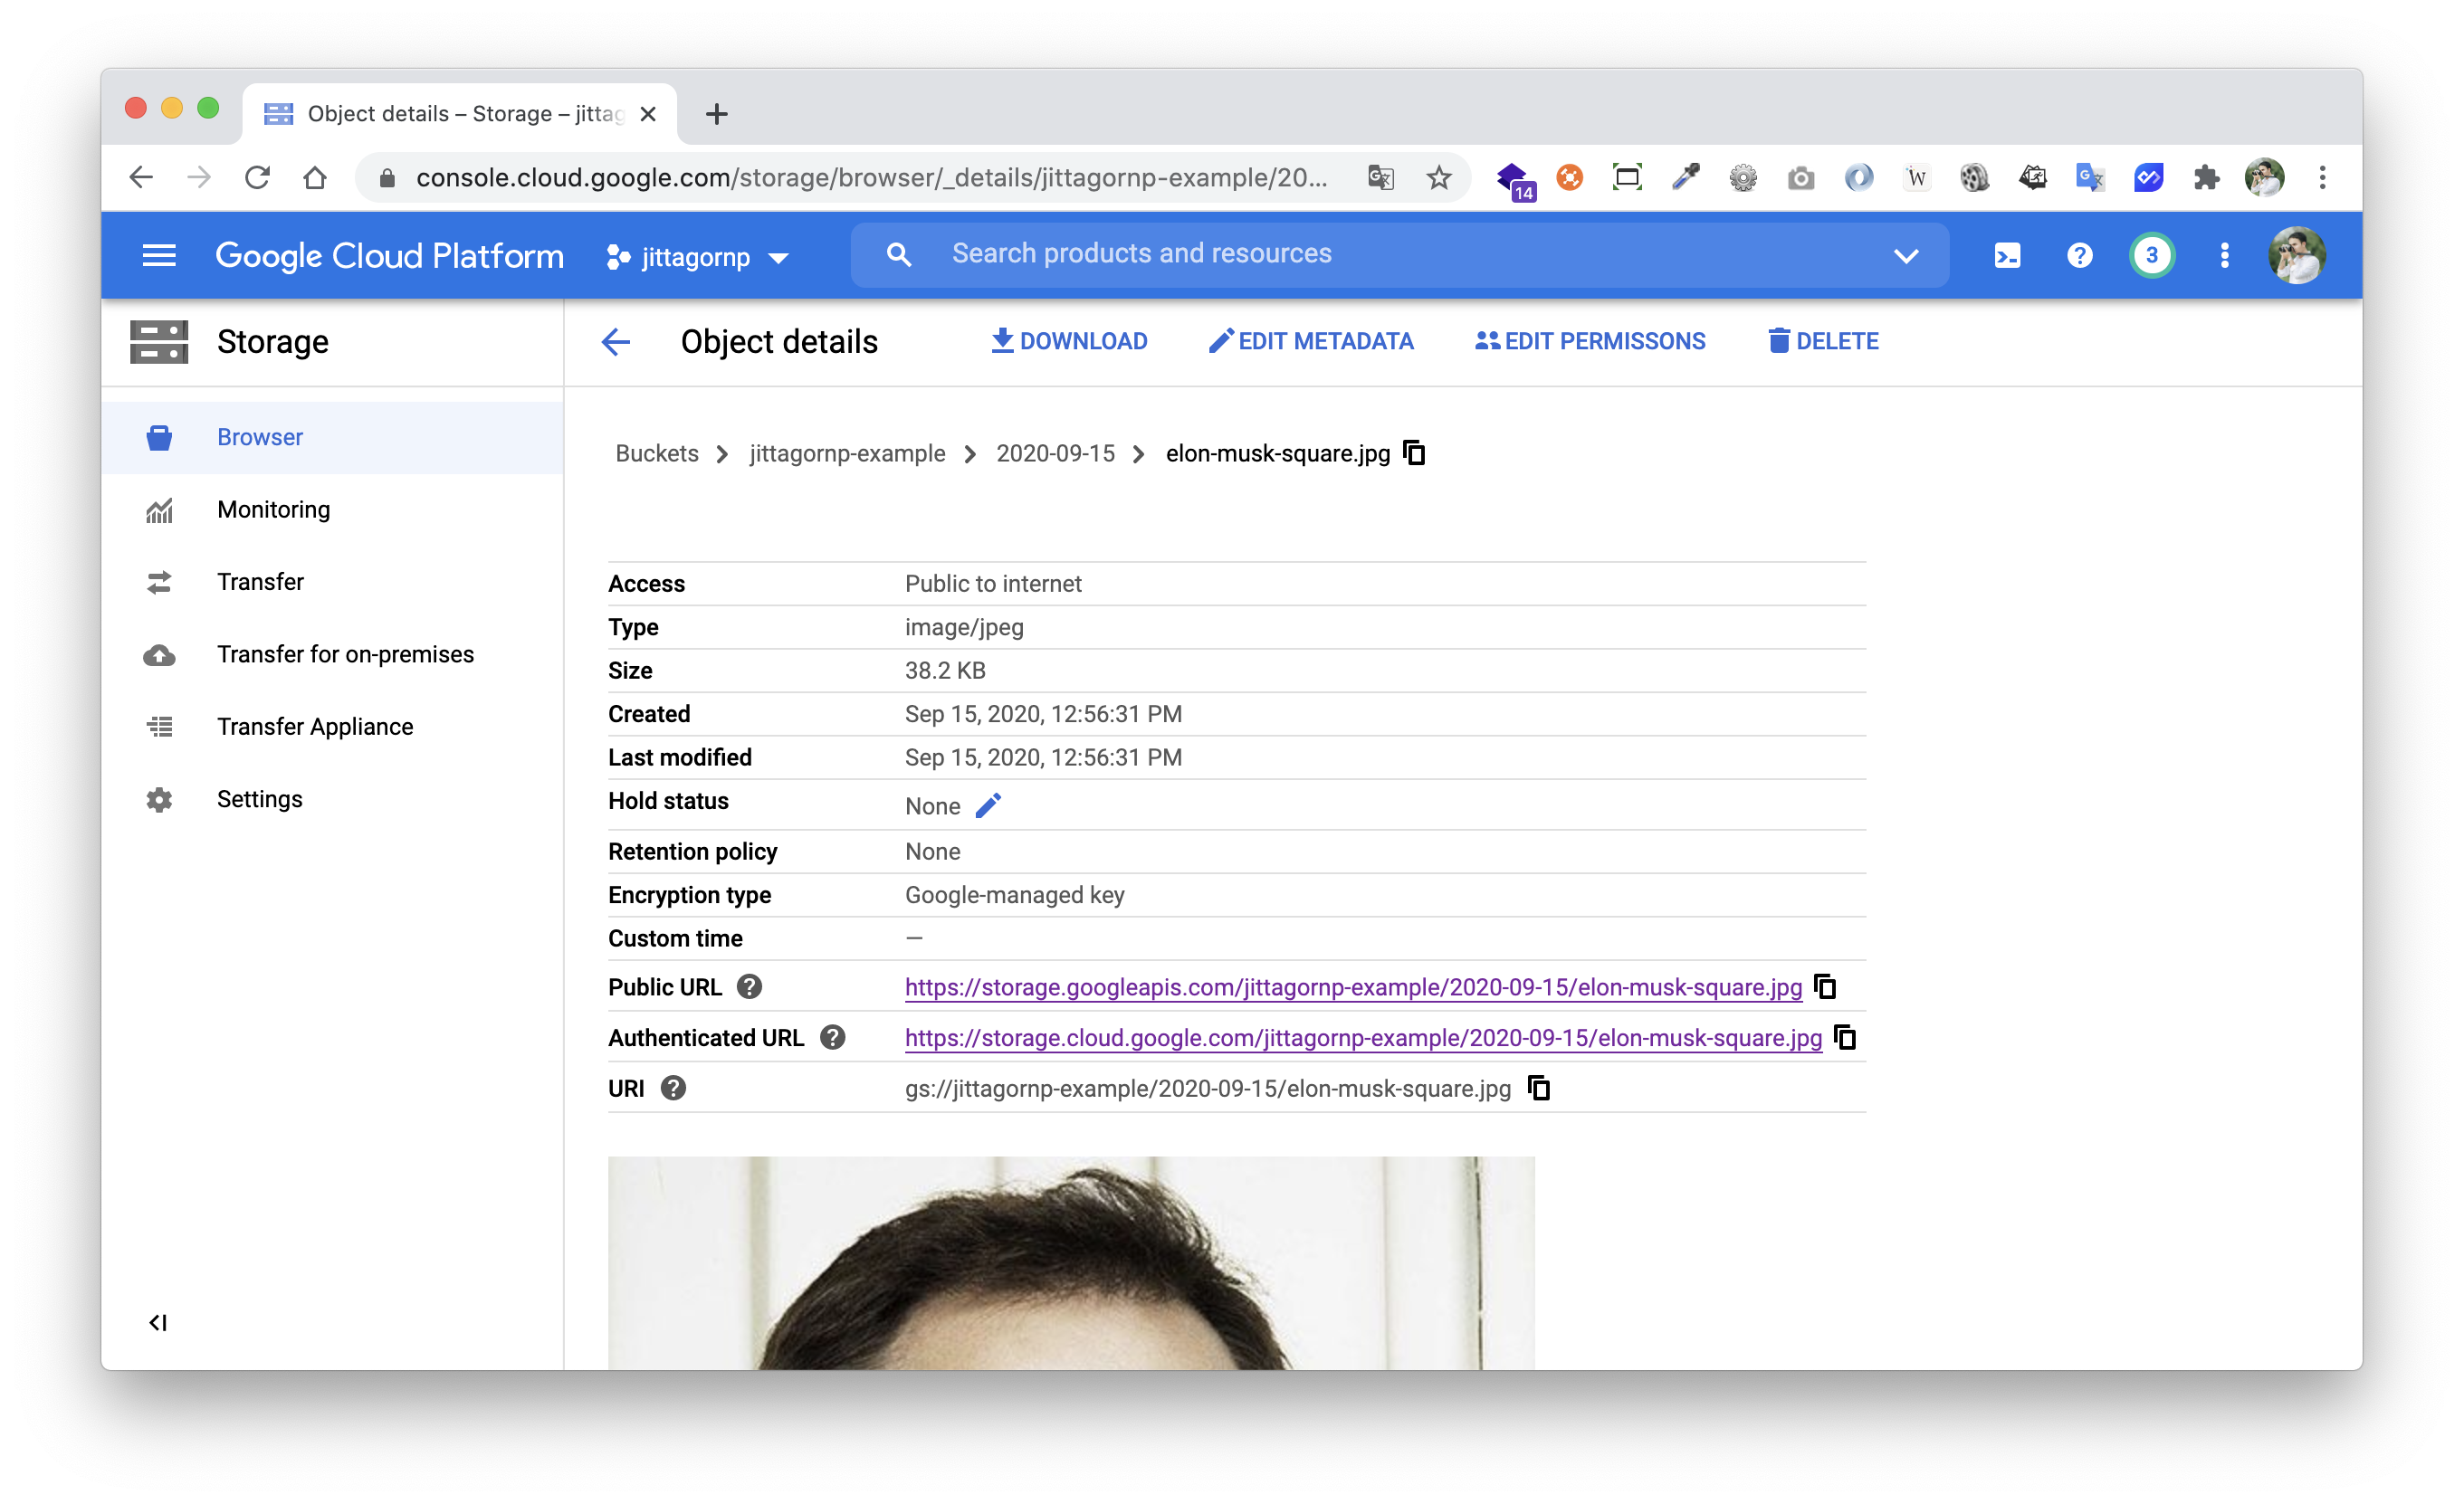 Object details – Storage – jittag
console.cloud.google.com/storage/browser/_details/jittagornp-example/20...
14
W
Google Cloud Platform
jittagornp
Search products and resources
3
Storage
Object details
DOWNLOAD
EDIT METADATA
EDIT PERMISSONS
DELETE
Browser
Monitoring
Transfer
Transfer for on-premises
Transfer Appliance
Settings
Buckets > jittagornp-example > 2020-09-15 > elon-musk-square.jpg
Access Public to internet
Type image/jpeg
Size 38.2 KB
Created Sep 15, 2020, 12:56:31 PM
Last modified Sep 15, 2020, 12:56:31 PM
Hold status None
Retention policy None
Encryption type Google-managed key
Custom time —
Public URL https://storage.googleapis.com/jittagornp-example/2020-09-15/elon-musk-square.jpg
Authenticated URL https://storage.cloud.google.com/jittagornp-example/2020-09-15/elon-musk-square.jpg
URI gs://jittagornp-example/2020-09-15/elon-musk-square.jpg